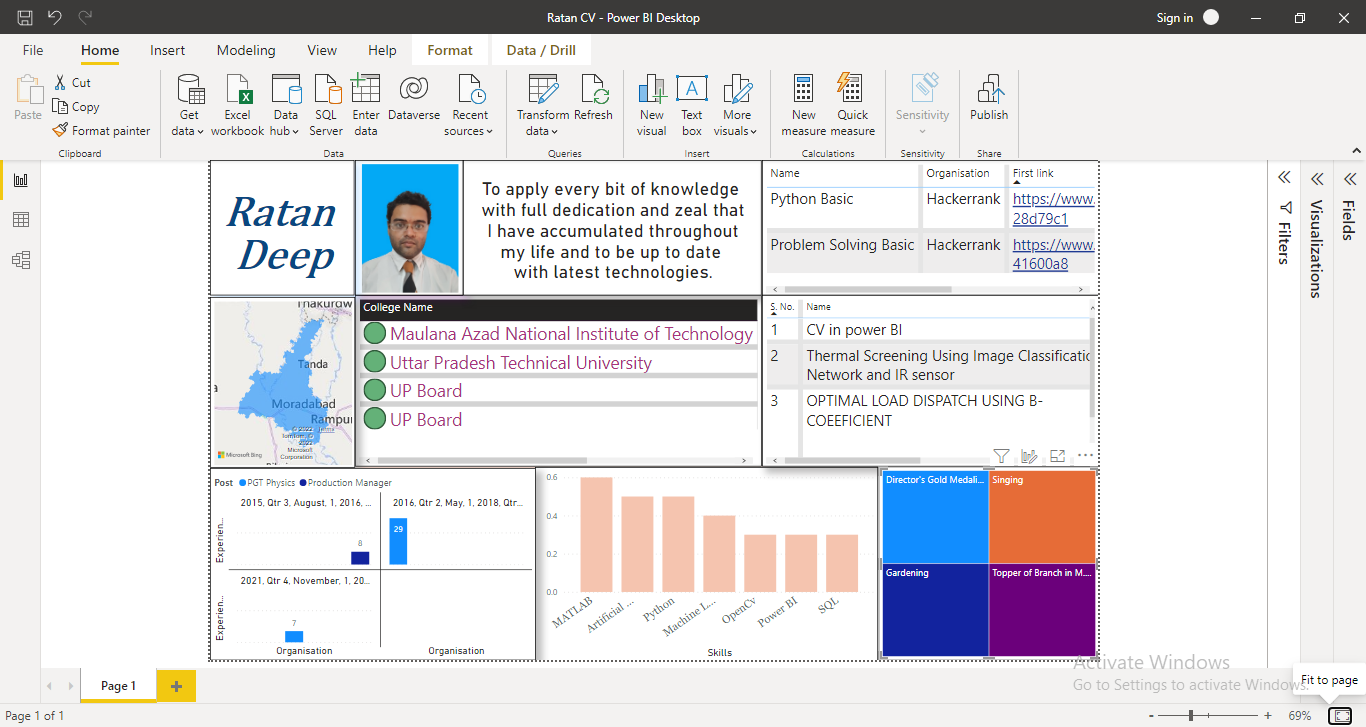 Ratan CV - Power BI Desktop
Sign in
File Home Insert Modeling View Help Format Data / Drill
Paste
Cut
Copy
Format painter
Clipboard
Get data
Excel workbook
Data hub
SQL Server
Enter data
Dataverse
Recent sources
Data
Transform data
Refresh
Queries
New visual
Text box
More visuals
Insert
New measure
Quick measure
Calculations
Sensitivity
Sensitivity
Publish
Share
Ratan
Deep
To apply every bit of knowledge
with full dedication and zeal that
I have accumulated throughout
my life and to be up to date
with latest technologies.
Name Organisation First link
Python Basic Hackerrank https://www.
28d79c1
Problem Solving Basic Hackerrank https://www.
41600a8
Filters
Visualizations
Fields
Tanda
Moradabad
Rampur
Microsoft Bing
© 2022 TomTom, © 2022 Microsoft Corporation Terms
College Name
Maulana Azad National Institute of Technology
Uttar Pradesh Technical University
UP Board
UP Board
S. No. Name
1 CV in power BI
2 Thermal Screening Using Image Classificatic
Network and IR sensor
3 OPTIMAL LOAD DISPATCH USING B-
COEEFICIENT
Post PGT Physics Production Manager
2015, Qtr 3, August, 1, 2016, ...
2016, Qtr 2, May, 1, 2018, Qtr...
Experien...
8
29
2021, Qtr 4, November, 1, 20...
Experien...
7
Organisation
Organisation
0.6
0.4
0.2
0.0
MATLAB
Artificial ...
Python
Machine L...
OpenCv
Power BI
SQL
Skills
Director's Gold Medali...
Singing
Gardening
Topper of Branch in M...
Activate Windows
Go to Settings to activate Windows.
Fit to page
Page 1
+
Page 1 of 1
- + 69%